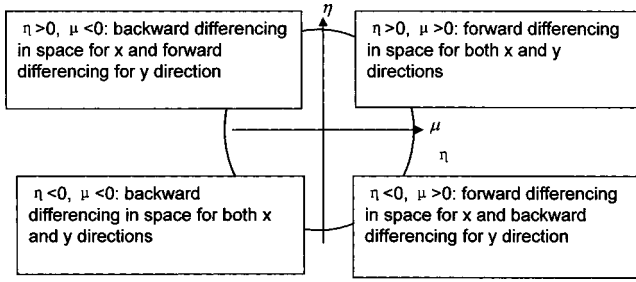 η
η>0, μ<0: backward differencing
in space for x and forward
differencing for y direction
η>0, μ>0: forward differencing
in space for both x and y
directions
μ
η
η<0, μ<0: backward
differencing in space for both x
and y directions
η<0, μ>0: forward differencing
in space for x and backward
differencing for y direction